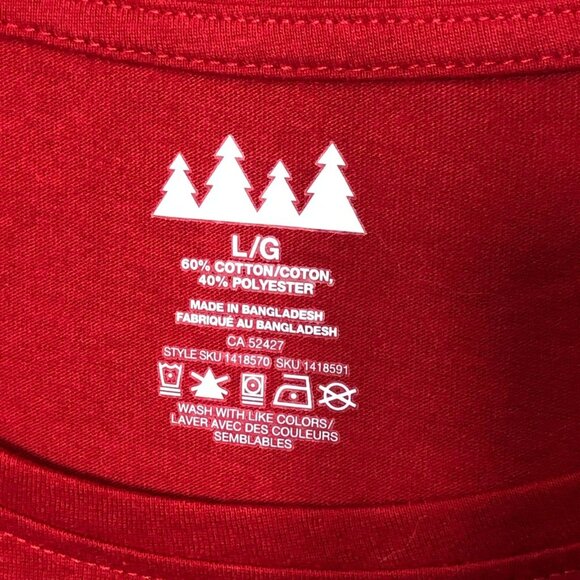 L/G
60% COTTON/COTON,
40% POLYESTER
MADE IN BANGLADESH
FABRIQUÉ AU BANGLADESH
CA 52427
STYLE SKU 1418570 SKU 1418591
WASH WITH LIKE COLORS/
LAVER AVEC DES COULEURS
SEMBLABLES